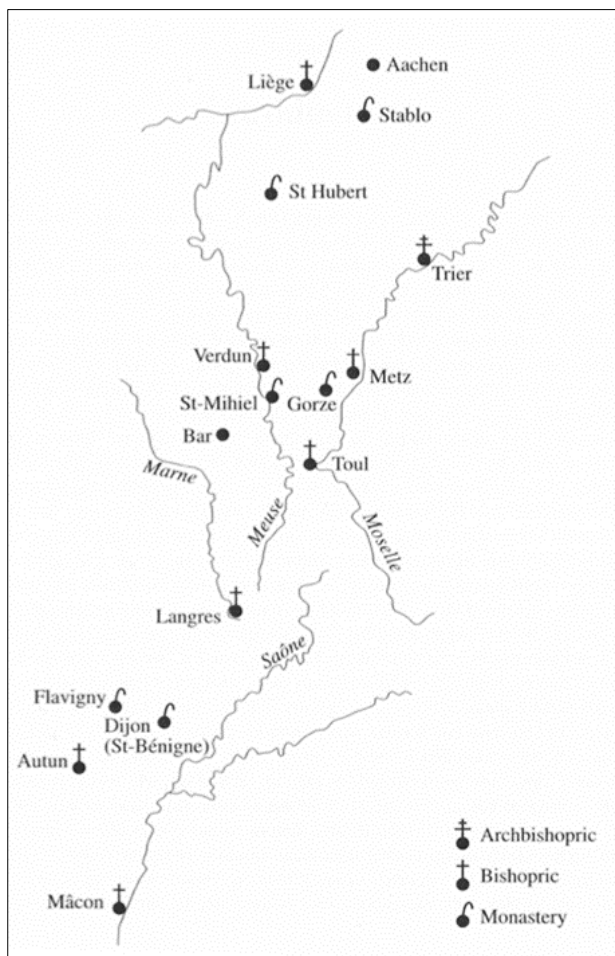 Aachen
Liège
Stablo
St Hubert
Trier
Verdun
Metz
St-Mihiel
Gorze
Bar
Toul
Marne
Meuse
Moselle
Langres
Saône
Flavigny
Dijon
(St-Bénigne)
Autun
Archbishopric
Bishopric
Mâcon
Monastery